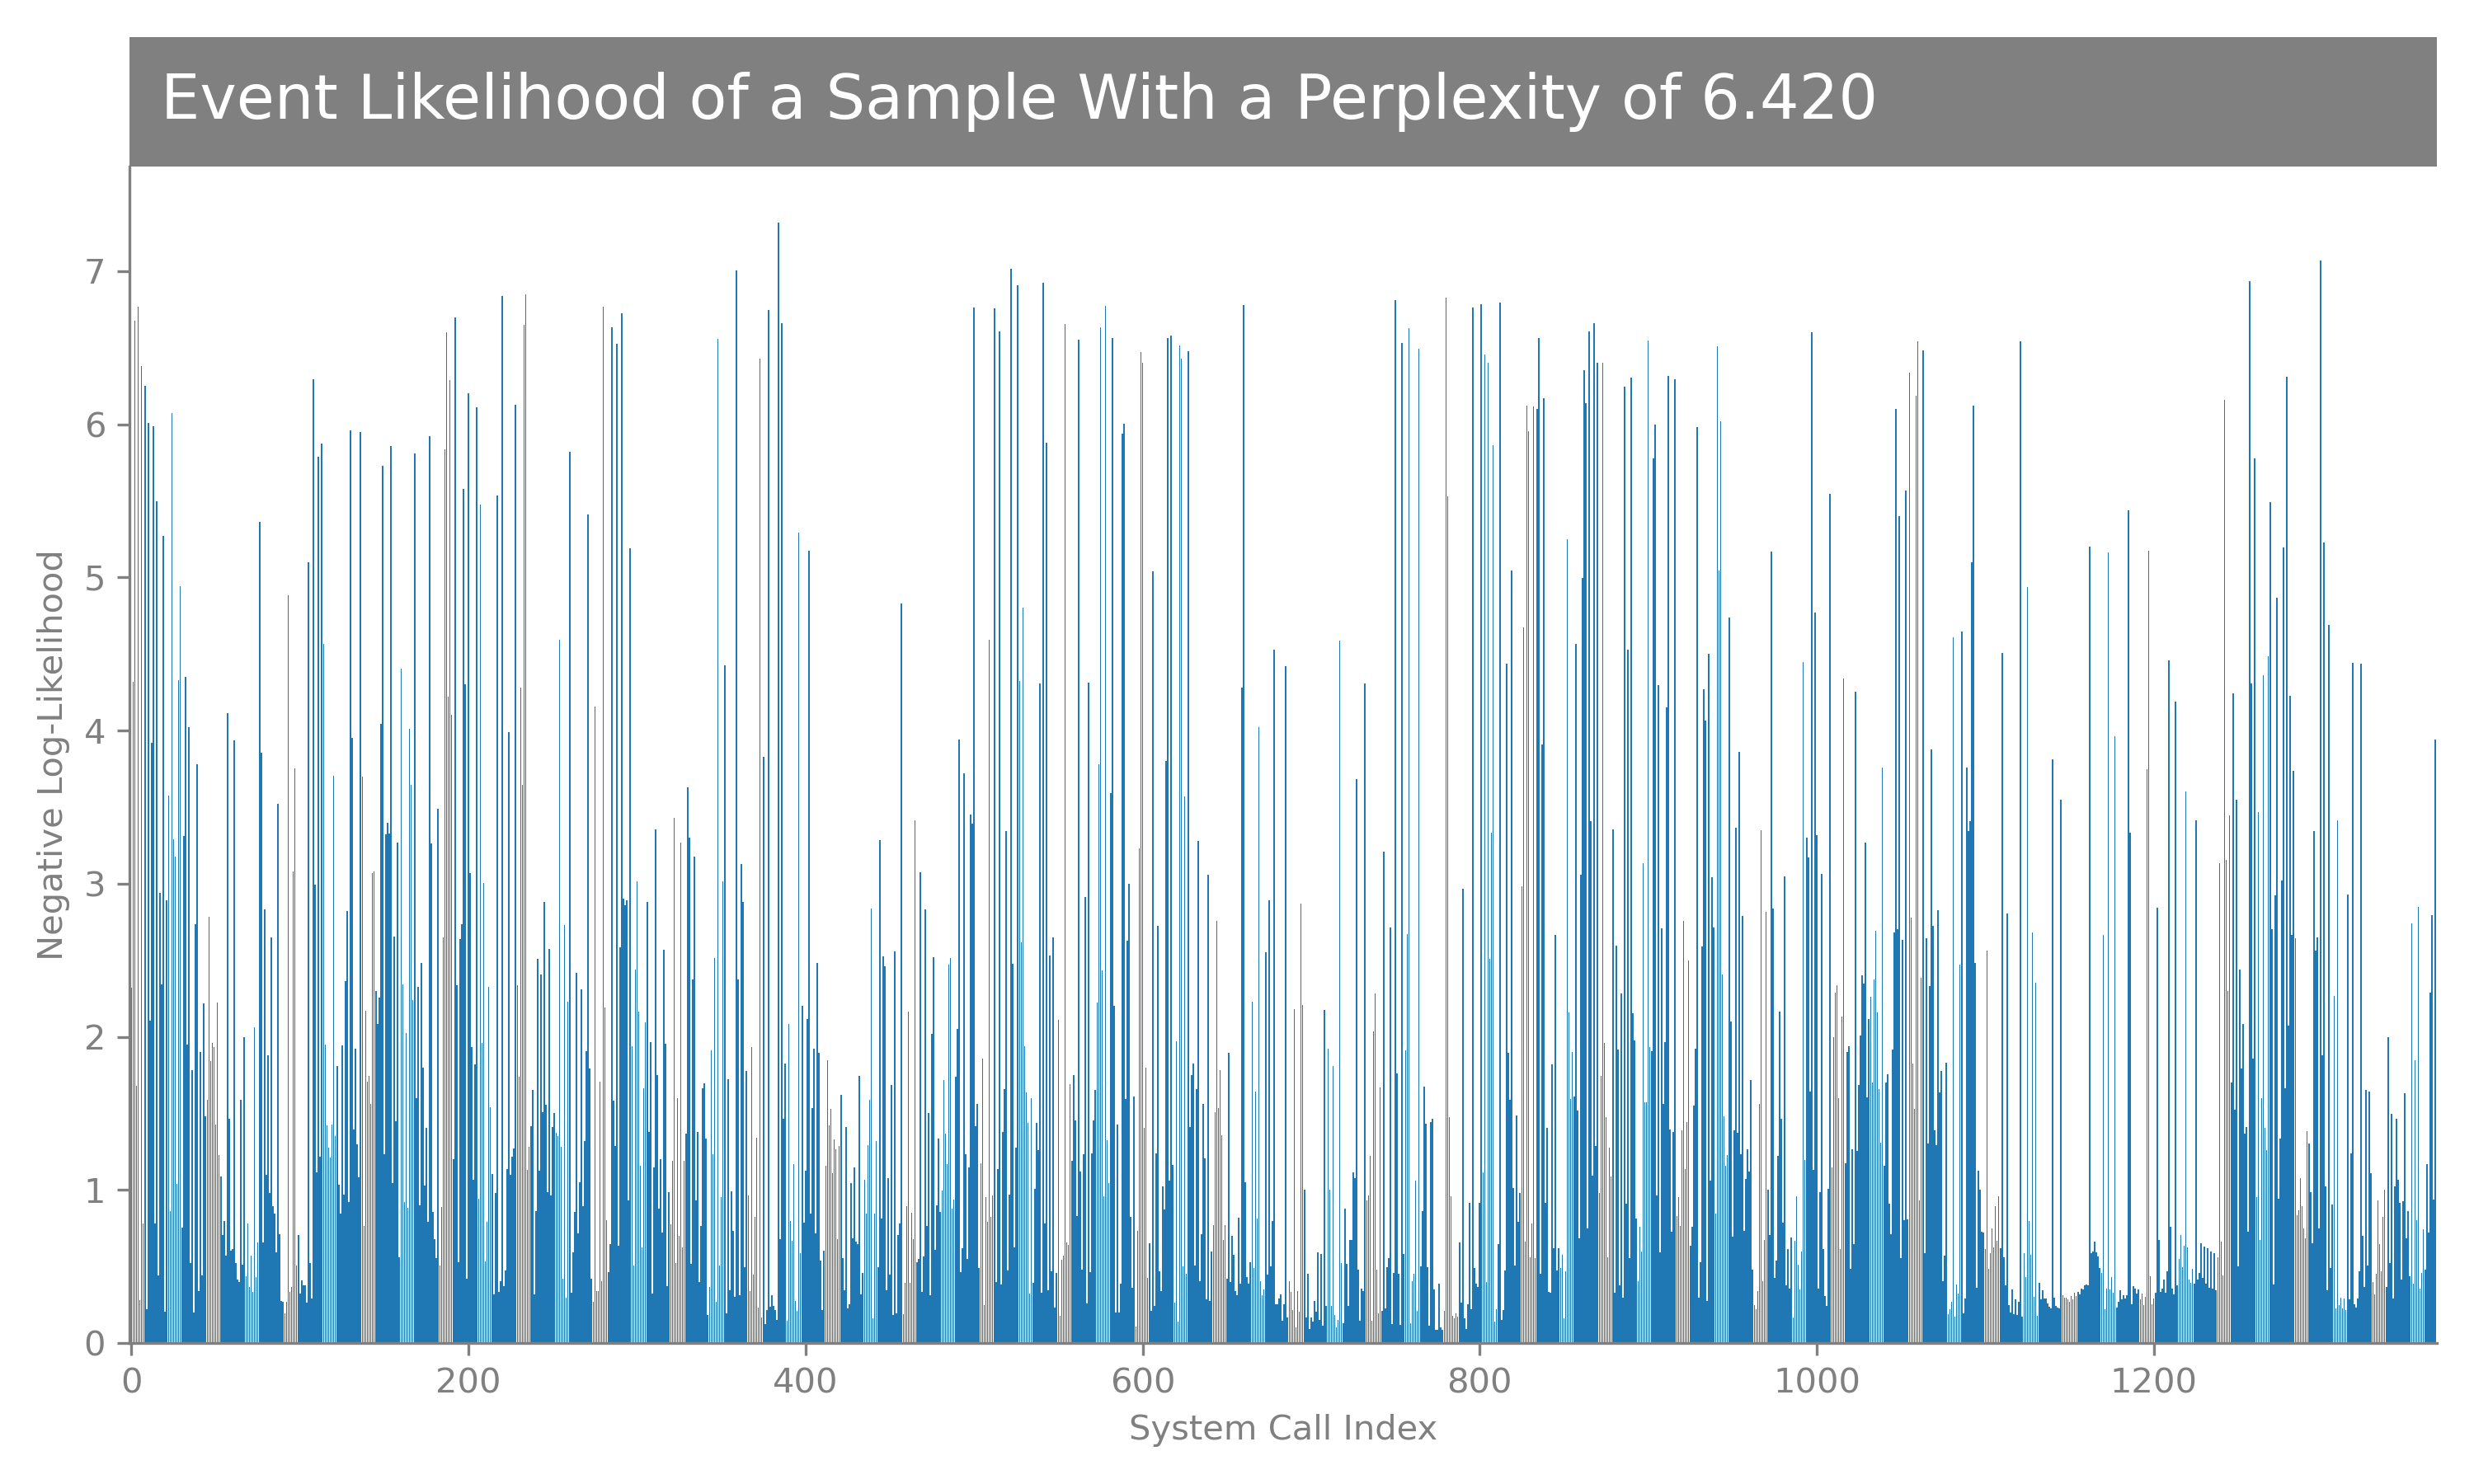 Event Likelihood of a Sample With a Perplexity of 6.420
7
6
5
4
3
2
1
0
Negative Log-Likelihood
0 200 400 600 800 1000 1200
System Call Index